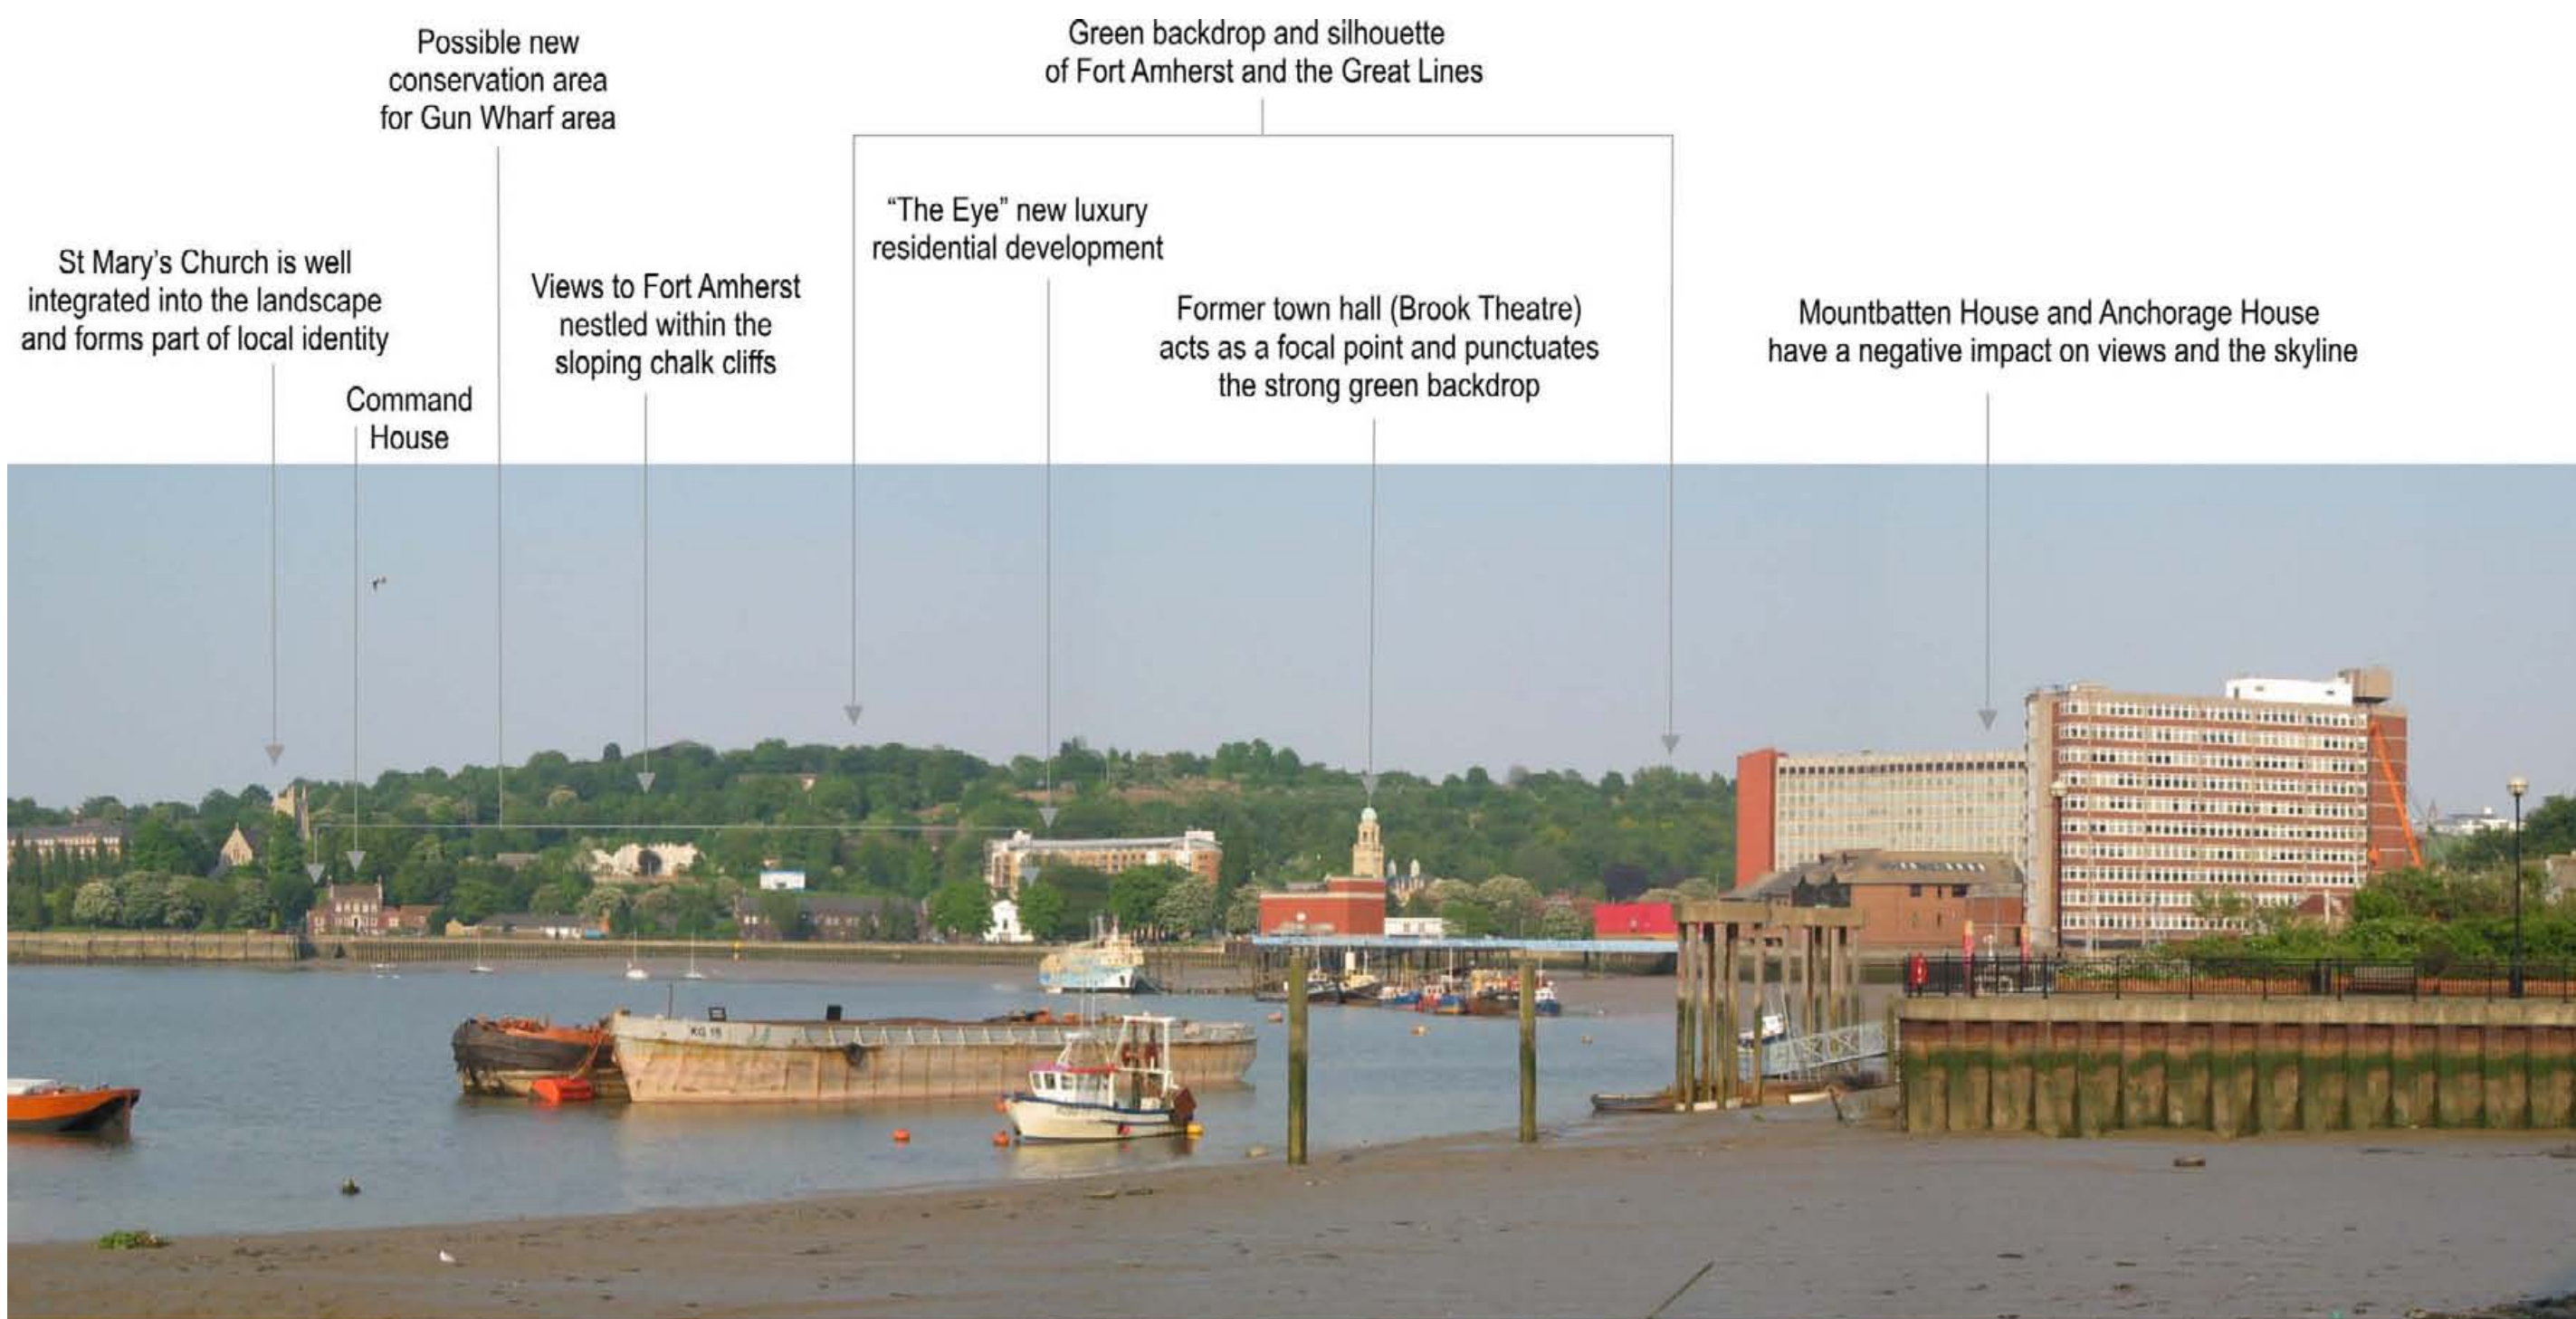 Possible new
conservation area
for Gun Wharf area
Green backdrop and silhouette
of Fort Amherst and the Great Lines
St Mary’s Church is well
integrated into the landscape
and forms part of local identity
Command
House
Views to Fort Amherst
nestled within the
sloping chalk cliffs
“The Eye” new luxury
residential development
Former town hall (Brook Theatre)
acts as a focal point and punctuates
the strong green backdrop
Mountbatten House and Anchorage House
have a negative impact on views and the skyline